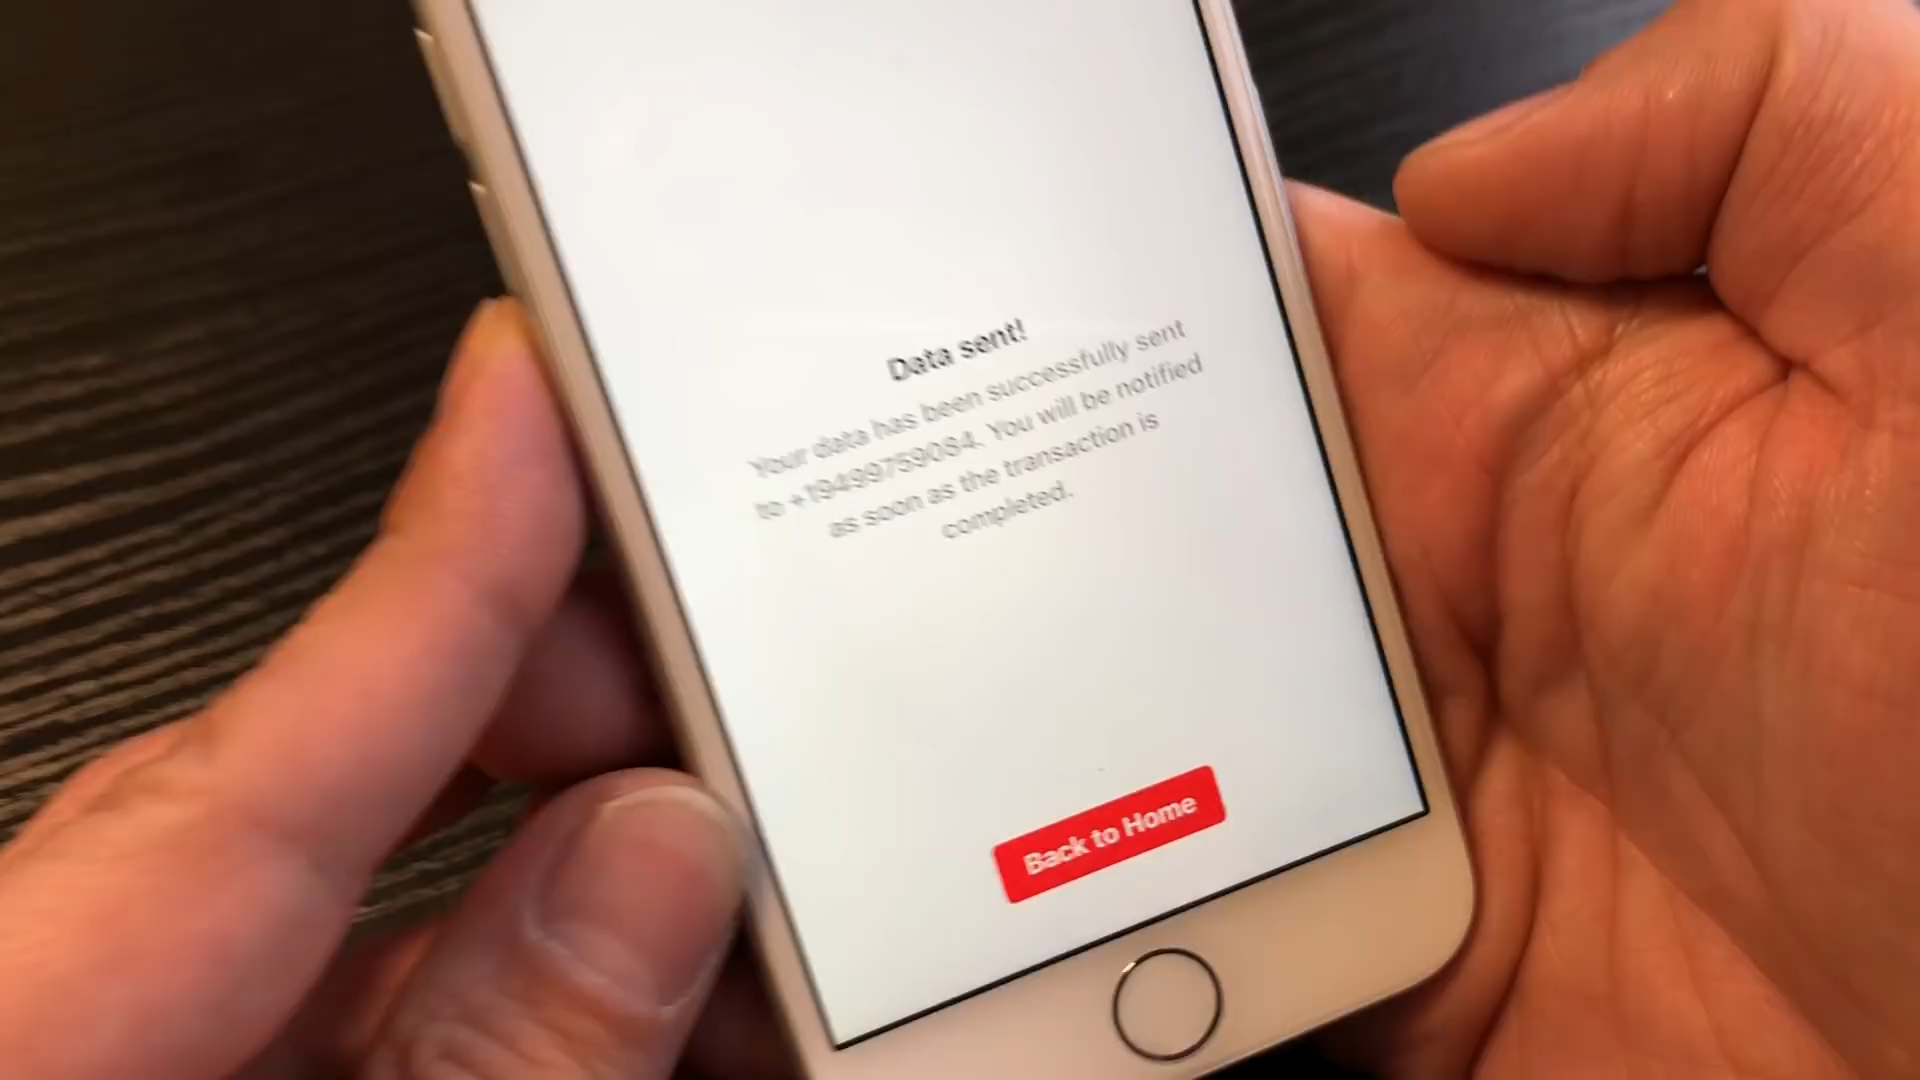 Data sent!
Your data has been successfully sent
to +19499759084. You will be notified
as soon as the transaction is
completed.
Back to Home